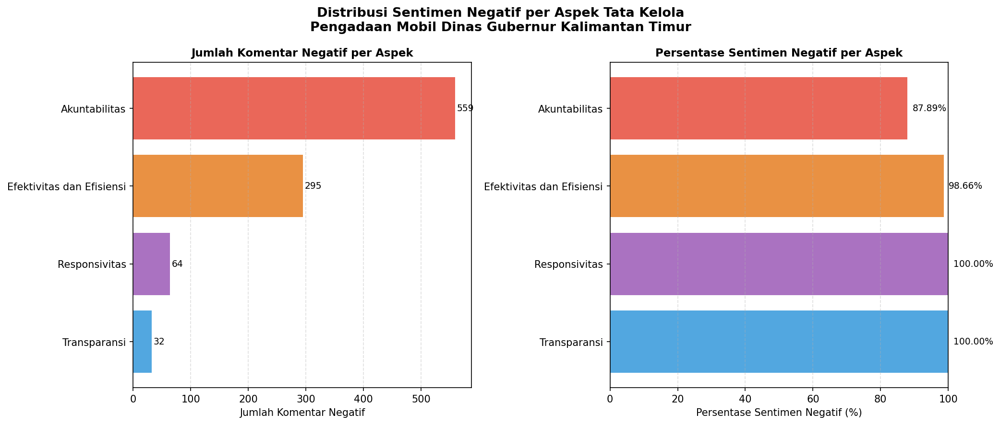 Distribusi Sentimen Negatif per Aspek Tata Kelola
Pengadaan Mobil Dinas Gubernur Kalimantan Timur
Jumlah Komentar Negatif per Aspek
Akuntabilitas
559
Efektivitas dan Efisiensi
295
Responsivitas
64
Transparansi
32
0 100 200 300 400 500
Jumlah Komentar Negatif
Persentase Sentimen Negatif per Aspek
Akuntabilitas
87.89%
Efektivitas dan Efisiensi
98.66%
Responsivitas
100.00%
Transparansi
100.00%
0 20 40 60 80 100
Persentase Sentimen Negatif (%)